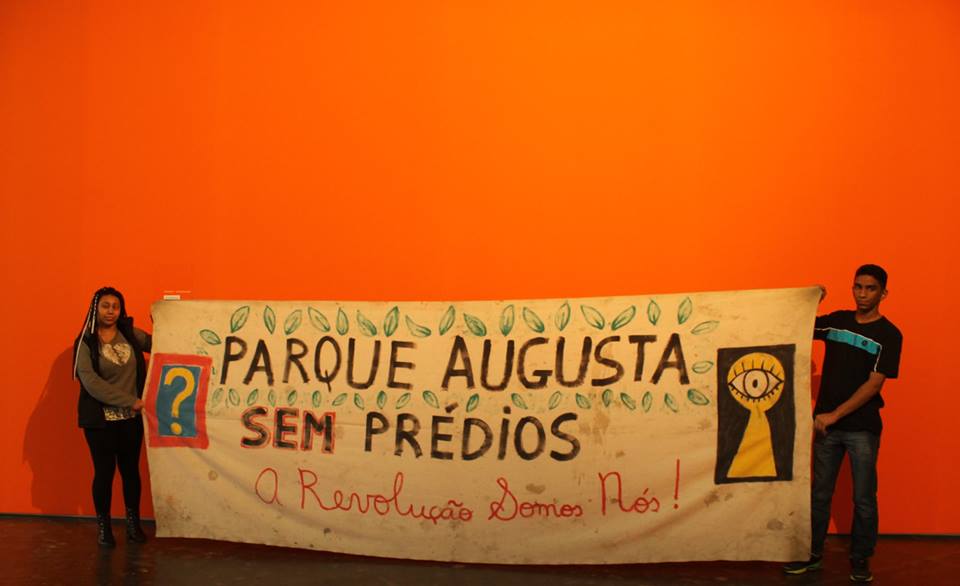 PARQUE AUGUSTA
?
SEM PRÉDIOS
A Revolução Somos Nós!